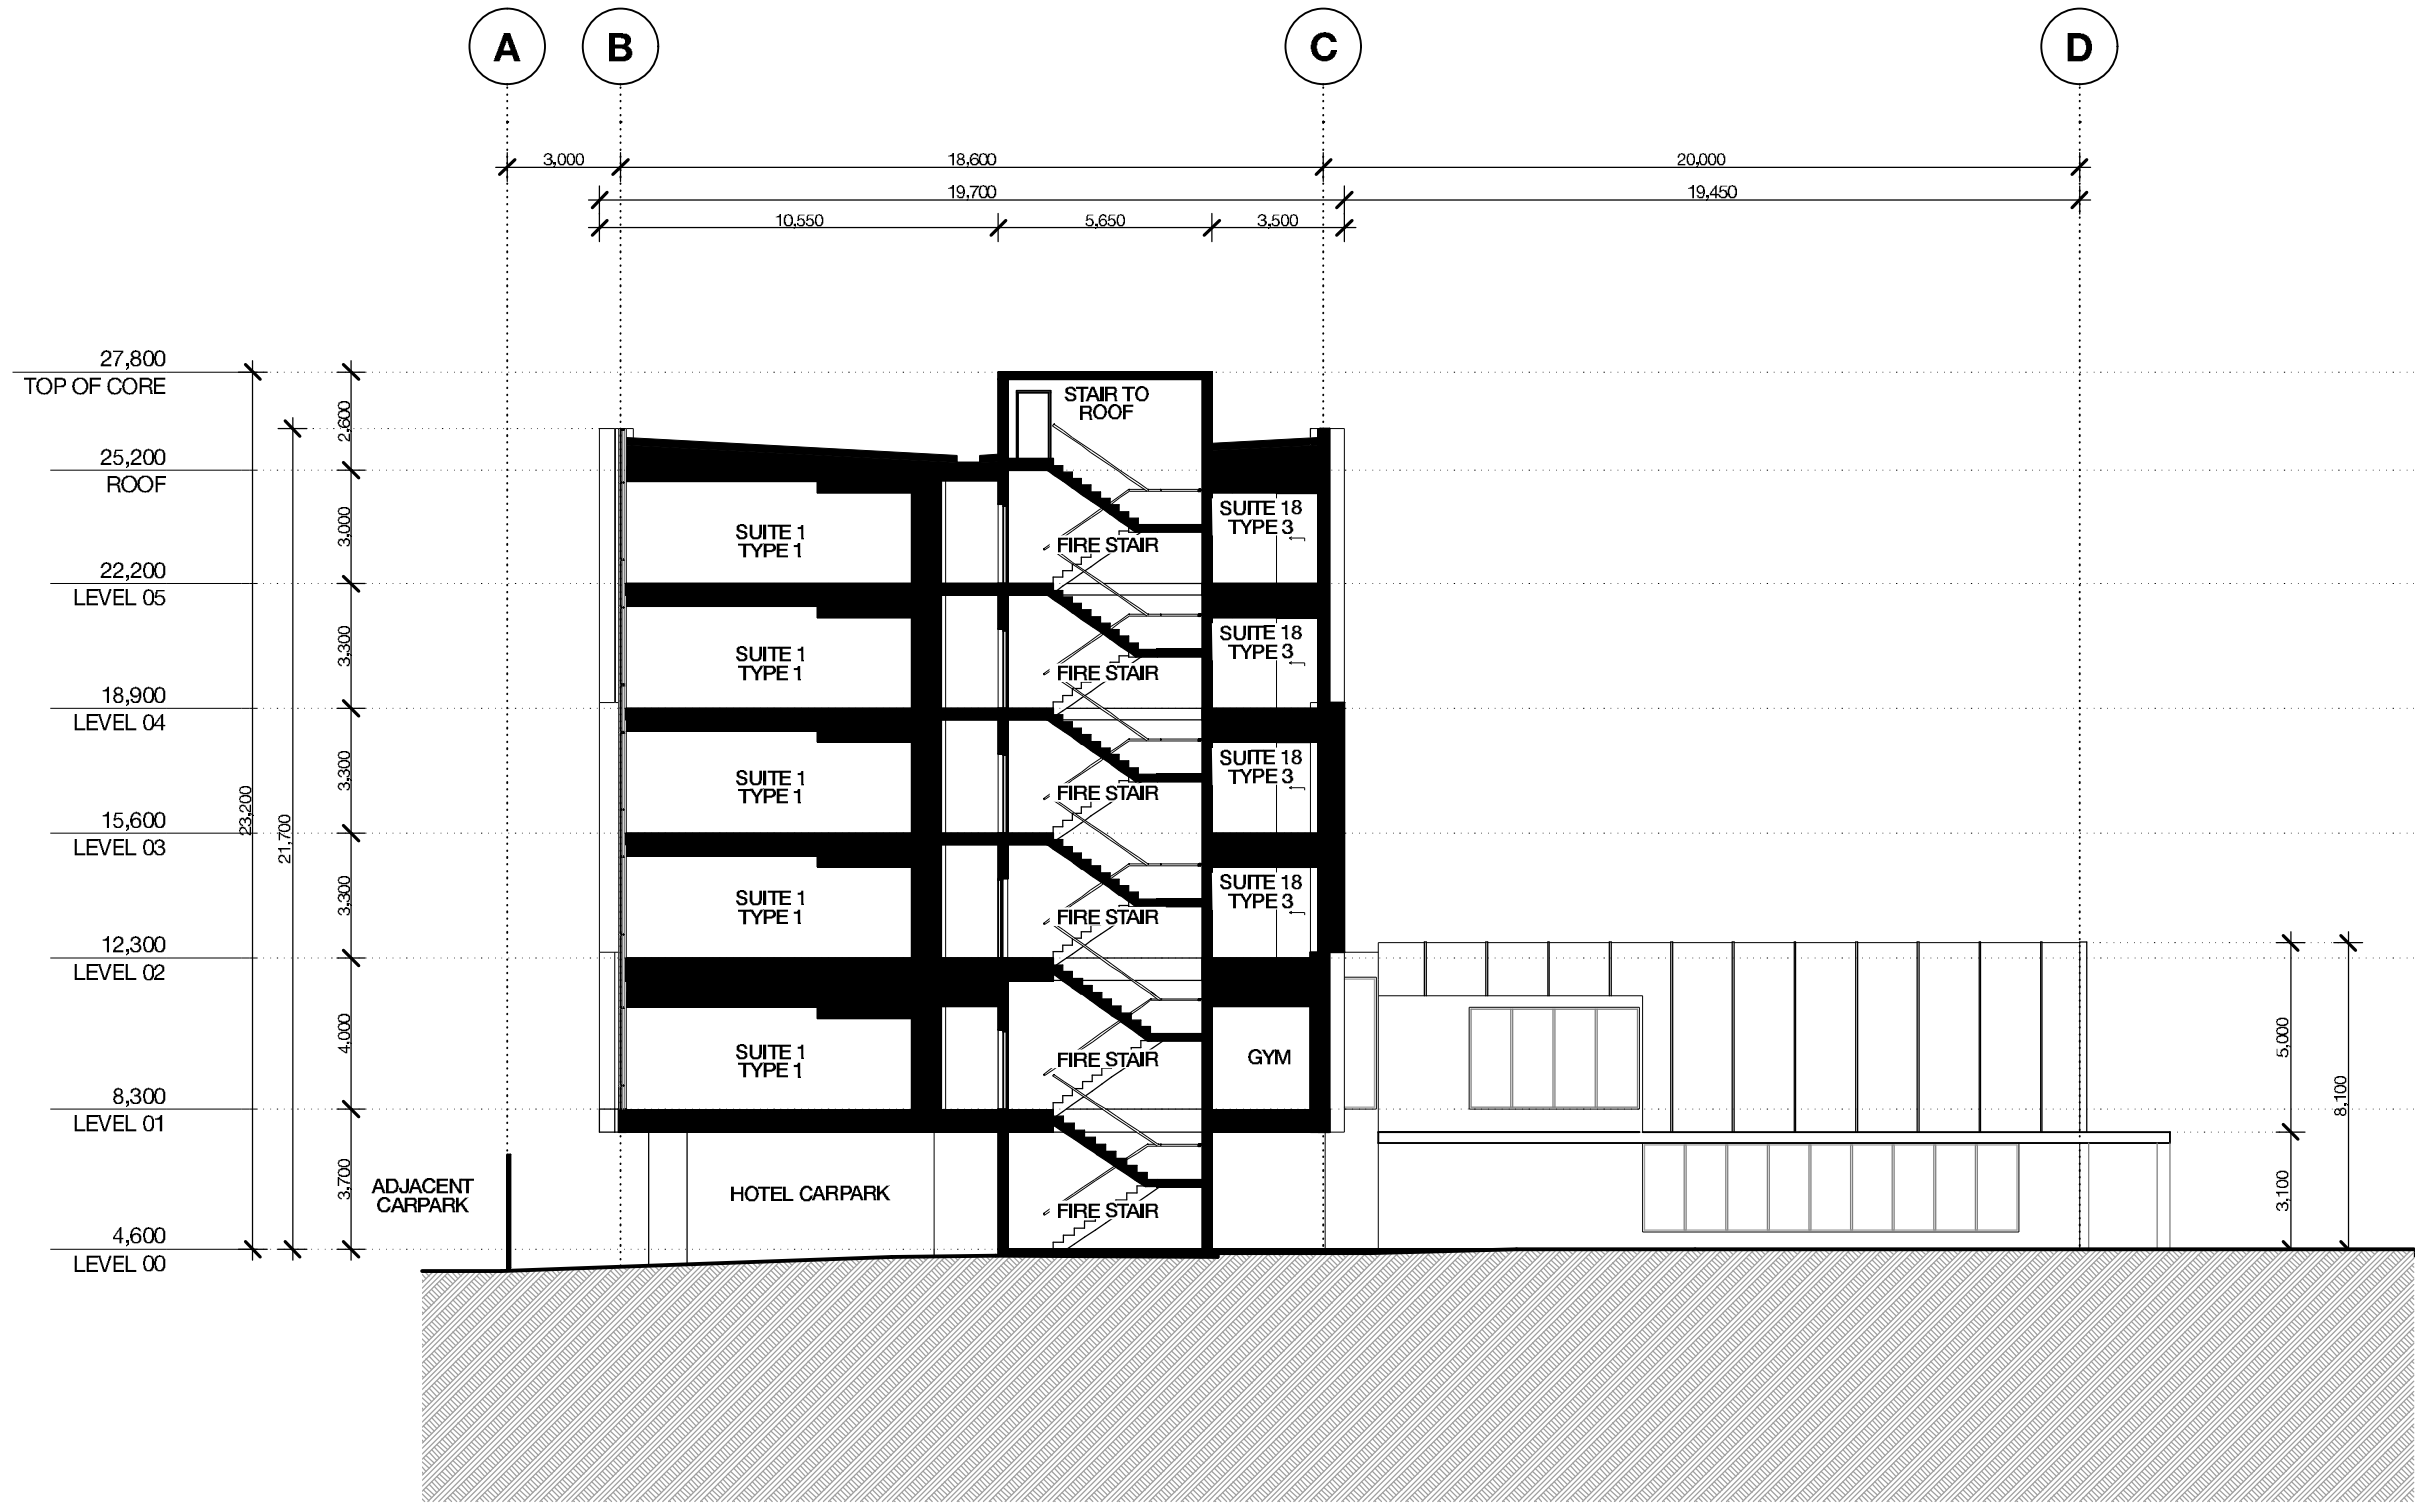 A B C D
3,000 18,600 20,000
19,700 19,450
10,550 5,650 3,500
27,800
TOP OF CORE
STAIR TO
ROOF
2,600
25,200
ROOF
3,000
SUITE 1
TYPE 1
FIRE STAIR
SUITE 18
TYPE 3
22,200
LEVEL 05
3,300
SUITE 1
TYPE 1
FIRE STAIR
SUITE 18
TYPE 3
18,900
LEVEL 04
3,300
SUITE 1
TYPE 1
FIRE STAIR
SUITE 18
TYPE 3
23,200
21,700
15,600
LEVEL 03
3,300
SUITE 1
TYPE 1
FIRE STAIR
SUITE 18
TYPE 3
12,300
LEVEL 02
4,000
SUITE 1
TYPE 1
FIRE STAIR
GYM
5,000
8,100
8,300
LEVEL 01
3,700
ADJACENT
CARPARK
HOTEL CARPARK
FIRE STAIR
3,100
4,600
LEVEL 00